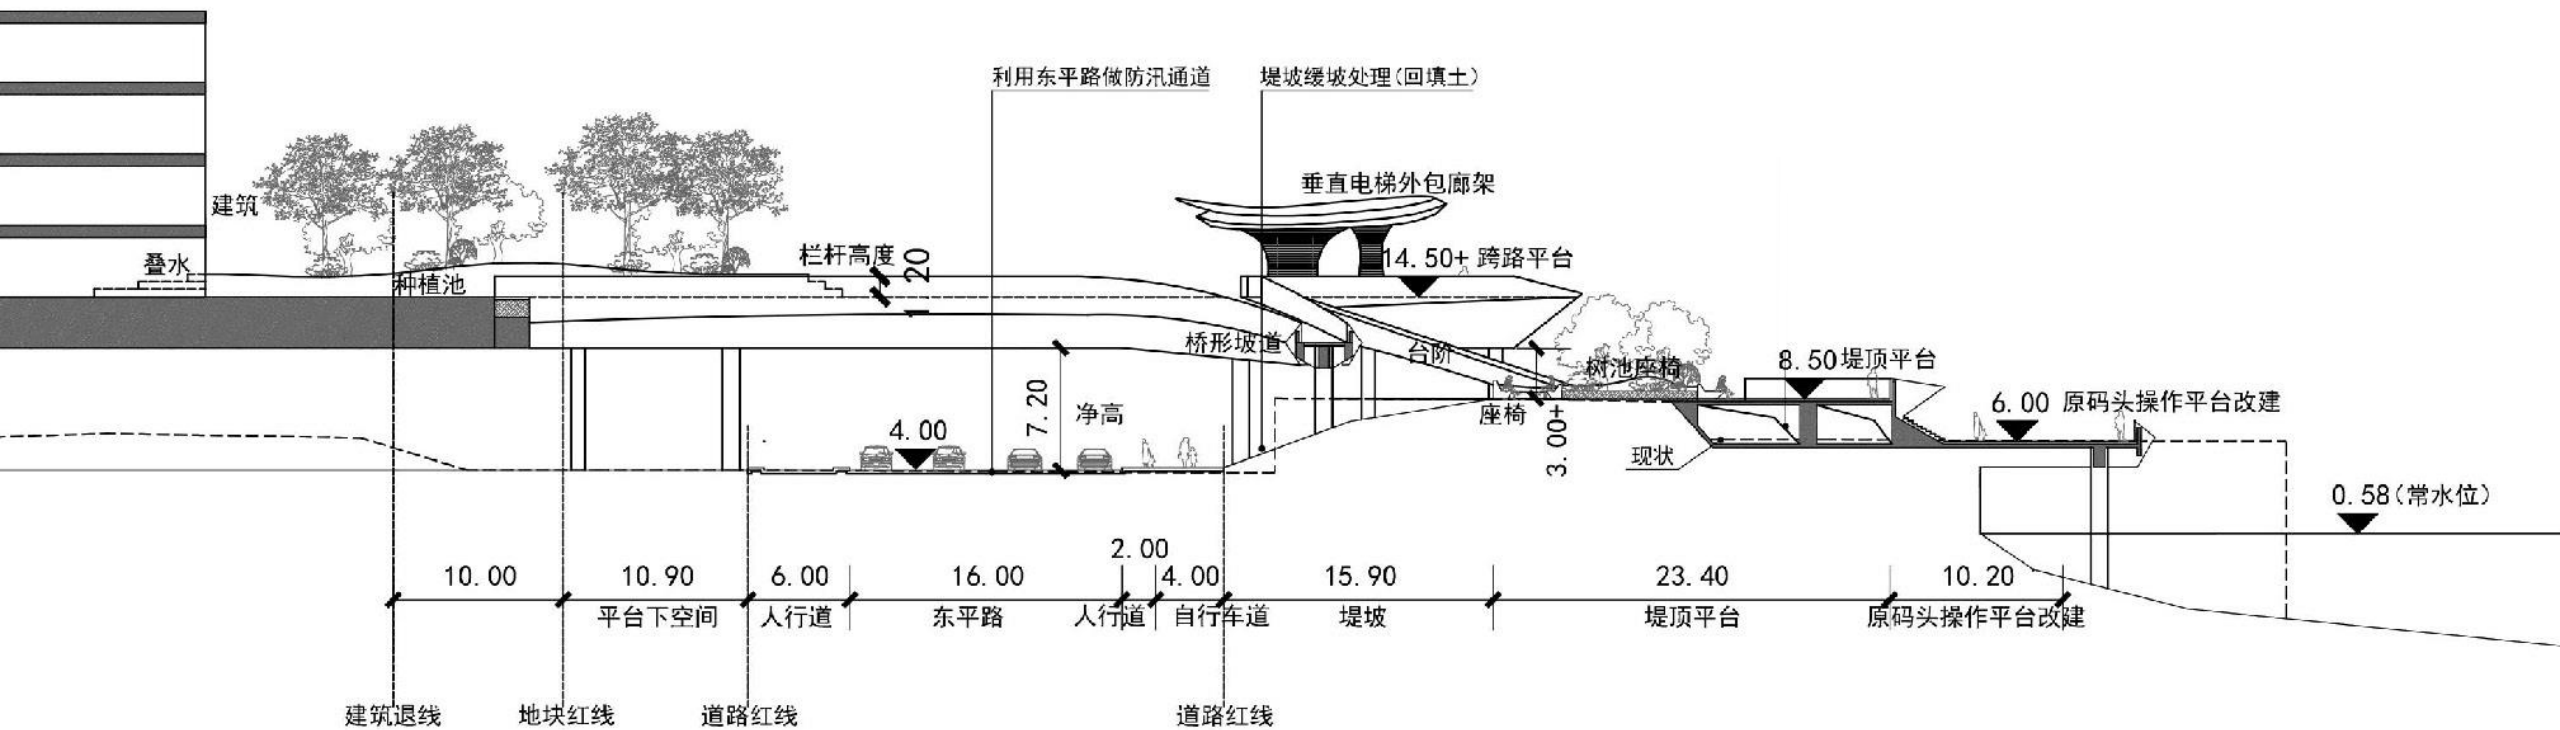 利用东平路做防汛通道
堤坡缓坡处理(回填土)
垂直电梯外包廊架
建筑
栏杆高度
1.20
14.50+ 跨路平台
叠水
种植池
桥形坡道
台阶
树池座椅
8.50堤顶平台
7.20
净高
座椅
6.00 原码头操作平台改建
4.00
3.00+
现状
0.58(常水位)
10.00
10.90
6.00
16.00
2.00
4.00
15.90
23.40
10.20
平台下空间
人行道
东平路
人行道
自行车道
堤坡
堤顶平台
原码头操作平台改建
建筑退线
地块红线
道路红线
道路红线